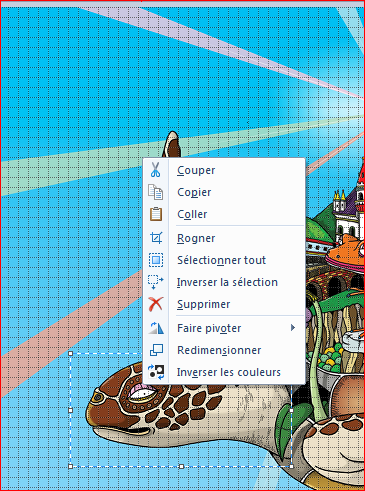 Couper
Copier
Coller
Rogner
Sélectionner tout
Inverser la sélection
Supprimer
Faire pivoter
Redimensionner
Inverser les couleurs